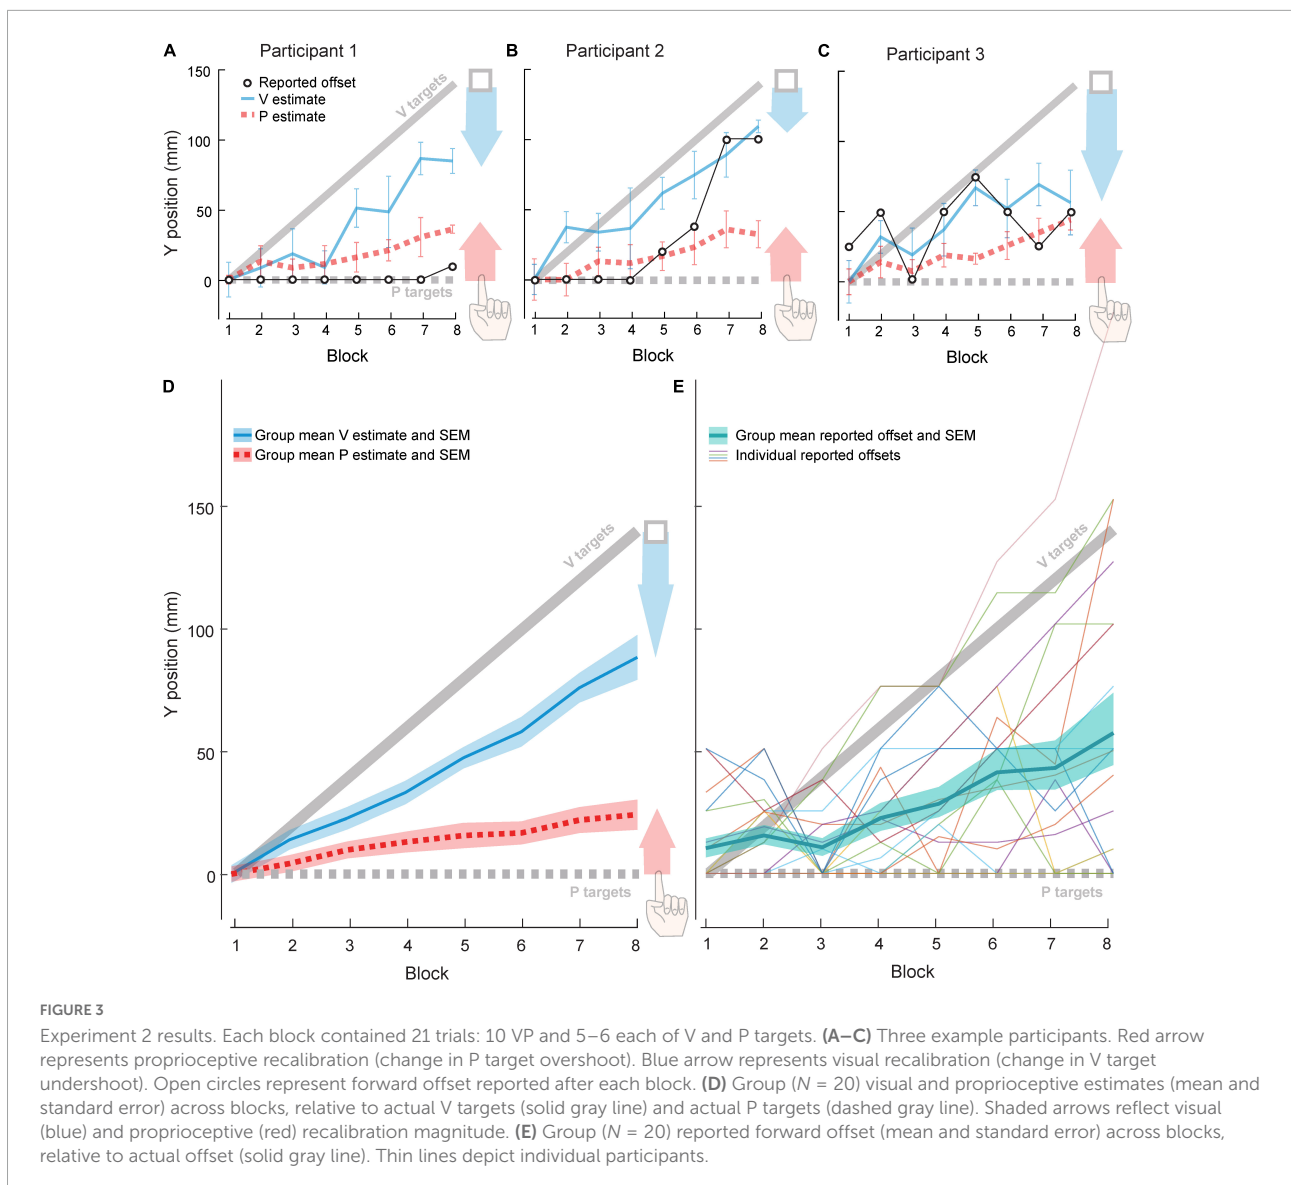 A Participant 1
B Participant 2
C Participant 3
150
100
50
0
Y position (mm)
Reported offset
V estimate
P estimate
V targets
P targets
1 2 3 4 5 6 7 8
Block
1 2 3 4 5 6 7 8
Block
1 2 3 4 5 6 7 8
Block
D
Group mean V estimate and SEM
Group mean P estimate and SEM
150
100
50
0
Y position (mm)
V targets
P targets
1 2 3 4 5 6 7 8
Block
E
Group mean reported offset and SEM
Individual reported offsets
V targets
P targets
1 2 3 4 5 6 7 8
Block
FIGURE 3
Experiment 2 results. Each block contained 21 trials: 10 VP and 5–6 each of V and P targets. (A–C) Three example participants. Red arrow
represents proprioceptive recalibration (change in P target overshoot). Blue arrow represents visual recalibration (change in V target
undershoot). Open circles represent forward offset reported after each block. (D) Group (N = 20) visual and proprioceptive estimates (mean and
standard error) across blocks, relative to actual V targets (solid gray line) and actual P targets (dashed gray line). Shaded arrows reflect visual
(blue) and proprioceptive (red) recalibration magnitude. (E) Group (N = 20) reported forward offset (mean and standard error) across blocks,
relative to actual offset (solid gray line). Thin lines depict individual participants.